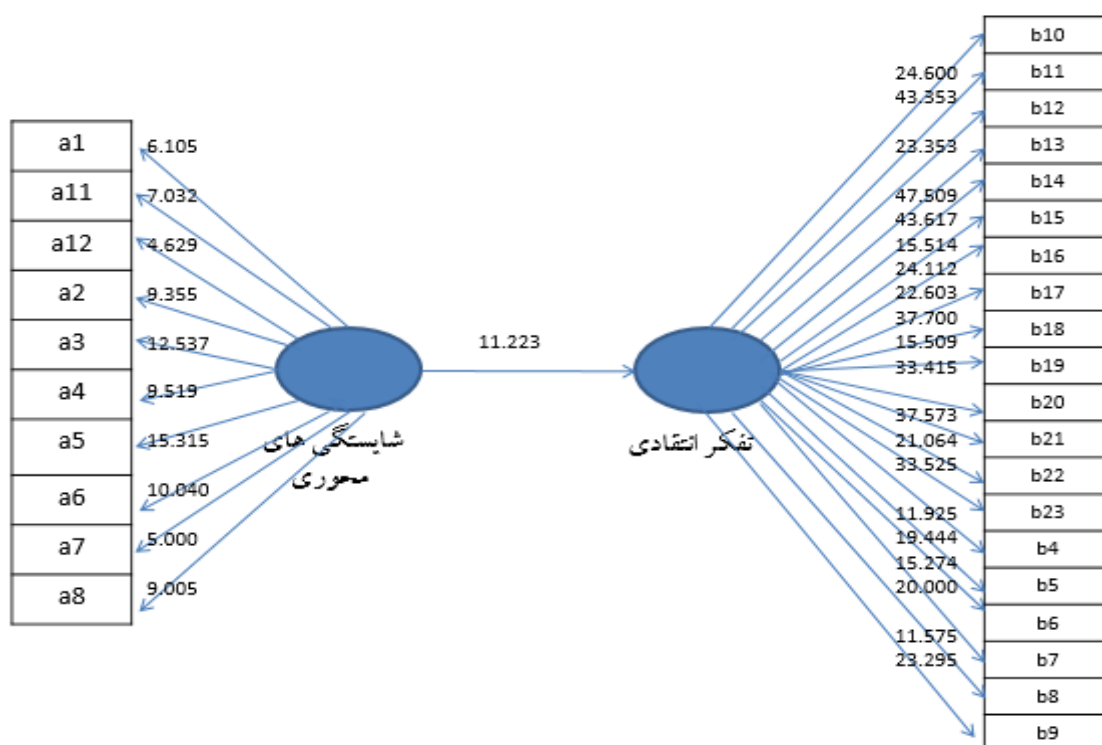 a1
a11
a12
a2
a3
a4
a5
a6
a7
a8
6.105
7.032
4.629
9.355
12.537
9.519
15.315
10.040
5.000
9.005
شایستگی های
محوری
11.223
تفکر انتقادی
24.600
43.353
23.353
47.509
43.617
15.514
24.112
22.603
37.700
15.509
33.415
37.573
21.064
33.525
11.925
19.444
15.274
20.000
11.575
23.295
b10
b11
b12
b13
b14
b15
b16
b17
b18
b19
b20
b21
b22
b23
b4
b5
b6
b7
b8
b9